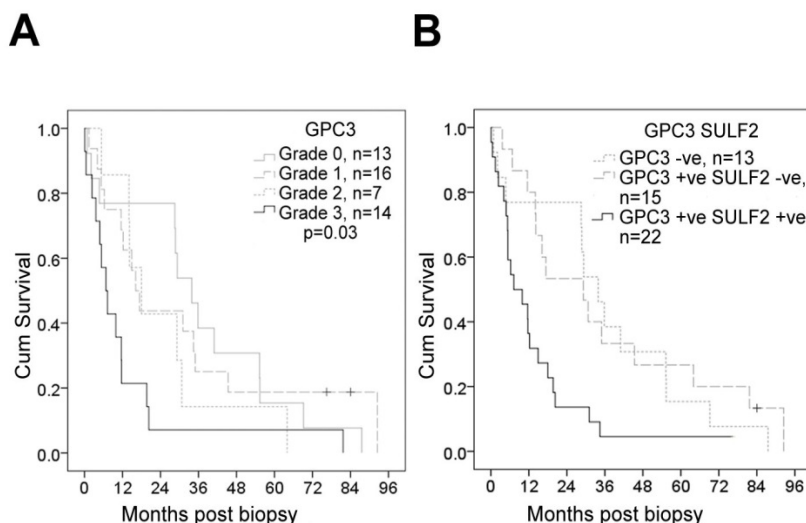 A
GPC3
Grade 0, n=13
Grade 1, n=16
Grade 2, n=7
Grade 3, n=14
p=0.03
Cum Survival
1.0
0.8
0.6
0.4
0.2
0.0
0 12 24 36 48 60 72 84 96
Months post biopsy
B
GPC3 SULF2
GPC3 -ve, n=13
GPC3 +ve SULF2 -ve,
n=15
GPC3 +ve SULF2 +ve,
n=22
Cum Survival
1.0
0.8
0.6
0.4
0.2
0.0
0 12 24 36 48 60 72 84 96
Months post biopsy